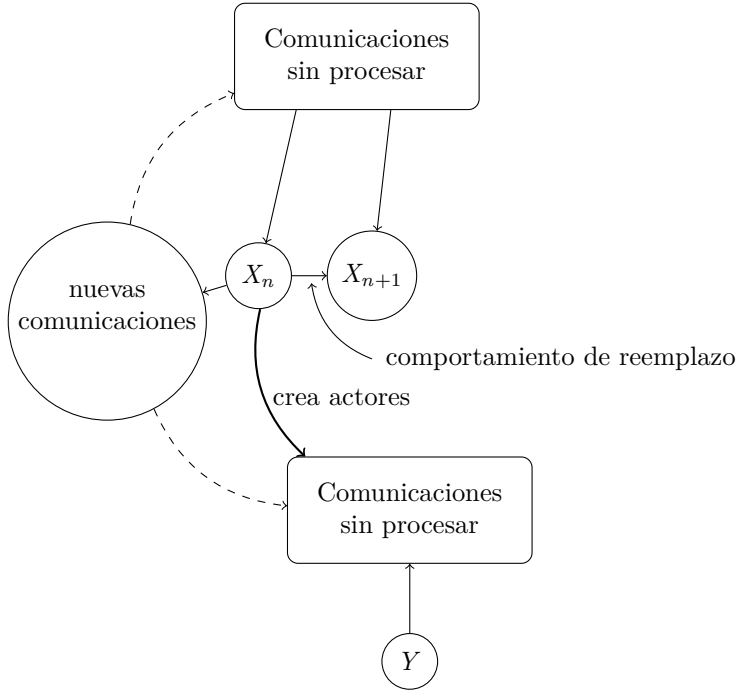 Comunicaciones
sin procesar
X_n
X_{n+1}
nuevas
comunicaciones
comportamiento de reemplazo
crea actores
Comunicaciones
sin procesar
Y